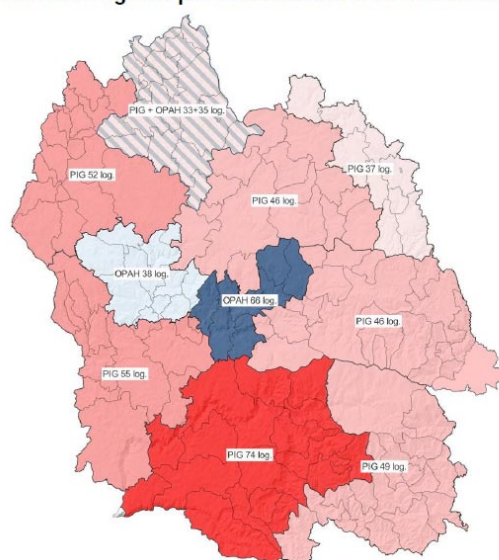 PIG + OPAH 33+35 log.
PIG 52 log.
PIG 37 log.
PIG 46 log.
OPAH 38 log.
OPAH 66 log.
PIG 46 log.
PIG 55 log.
PIG 74 log.
PIG 49 log.